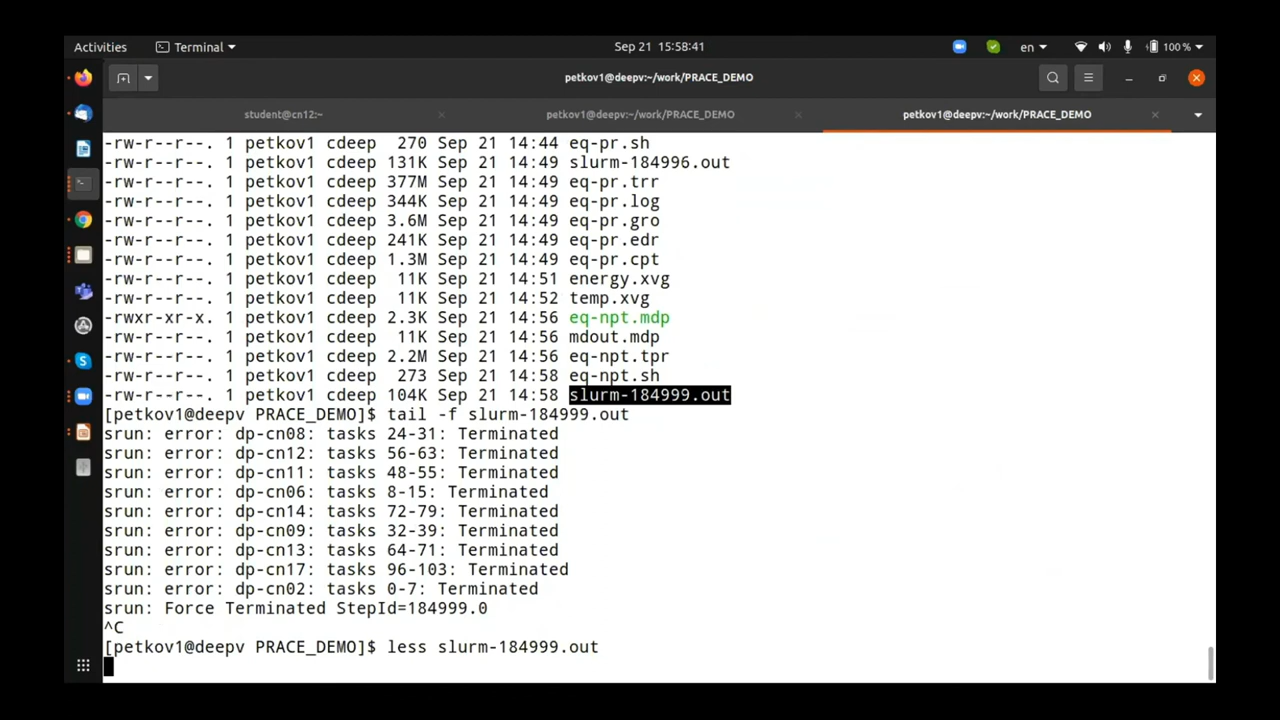 Activities
Terminal
Sep 21 15:58:41
en
100 %
petkov1@deepv:~/work/PRACE_DEMO
student@cn12:~
petkov1@deepv:~/work/PRACE_DEMO
petkov1@deepv:~/work/PRACE_DEMO
-rw-r--r--. 1 petkov1 cdeep  270 Sep 21 14:44 eq-pr.sh
-rw-r--r--. 1 petkov1 cdeep 131K Sep 21 14:49 slurm-184996.out
-rw-r--r--. 1 petkov1 cdeep 377M Sep 21 14:49 eq-pr.trr
-rw-r--r--. 1 petkov1 cdeep 344K Sep 21 14:49 eq-pr.log
-rw-r--r--. 1 petkov1 cdeep 3.6M Sep 21 14:49 eq-pr.gro
-rw-r--r--. 1 petkov1 cdeep 241K Sep 21 14:49 eq-pr.edr
-rw-r--r--. 1 petkov1 cdeep 1.3M Sep 21 14:49 eq-pr.cpt
-rw-r--r--. 1 petkov1 cdeep  11K Sep 21 14:51 energy.xvg
-rw-r--r--. 1 petkov1 cdeep  11K Sep 21 14:52 temp.xvg
-rwxr-xr-x. 1 petkov1 cdeep 2.3K Sep 21 14:56 eq-npt.mdp
-rw-r--r--. 1 petkov1 cdeep  11K Sep 21 14:56 mdout.mdp
-rw-r--r--. 1 petkov1 cdeep 2.2M Sep 21 14:56 eq-npt.tpr
-rw-r--r--. 1 petkov1 cdeep  273 Sep 21 14:58 eq-npt.sh
-rw-r--r--. 1 petkov1 cdeep 104K Sep 21 14:58 slurm-184999.out
[petkov1@deepv PRACE_DEMO]$ tail -f slurm-184999.out
srun: error: dp-cn08: tasks 24-31: Terminated
srun: error: dp-cn12: tasks 56-63: Terminated
srun: error: dp-cn11: tasks 48-55: Terminated
srun: error: dp-cn06: tasks 8-15: Terminated
srun: error: dp-cn14: tasks 72-79: Terminated
srun: error: dp-cn09: tasks 32-39: Terminated
srun: error: dp-cn13: tasks 64-71: Terminated
srun: error: dp-cn17: tasks 96-103: Terminated
srun: error: dp-cn02: tasks 0-7: Terminated
srun: Force Terminated StepId=184999.0
^C
[petkov1@deepv PRACE_DEMO]$ less slurm-184999.out